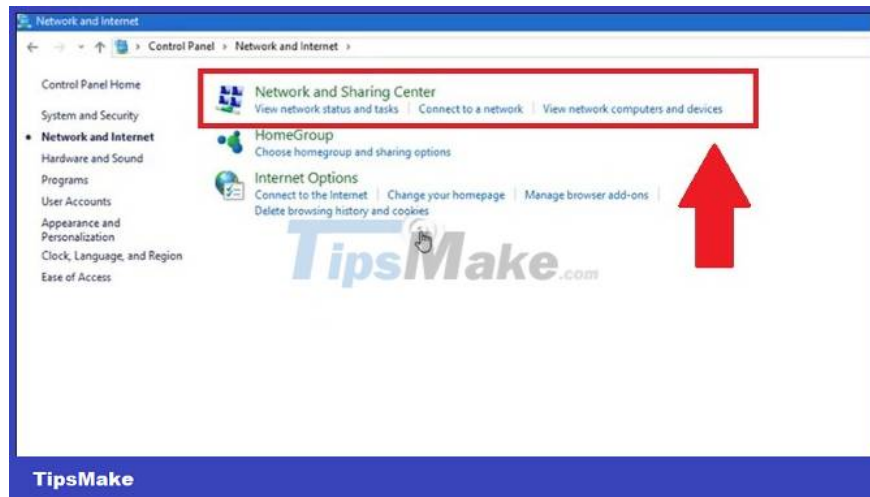 Network and Internet
Control Panel › Network and Internet ›
Control Panel Home
System and Security
Network and Internet
Hardware and Sound
Programs
User Accounts
Appearance and
Personalization
Clock, Language, and Region
Ease of Access
Network and Sharing Center
View network status and tasks | Connect to a network | View network computers and devices
HomeGroup
Choose homegroup and sharing options
Internet Options
Connect to the Internet | Change your homepage | Manage browser add-ons |
Delete browsing history and cookies
TipsMake.com
TipsMake